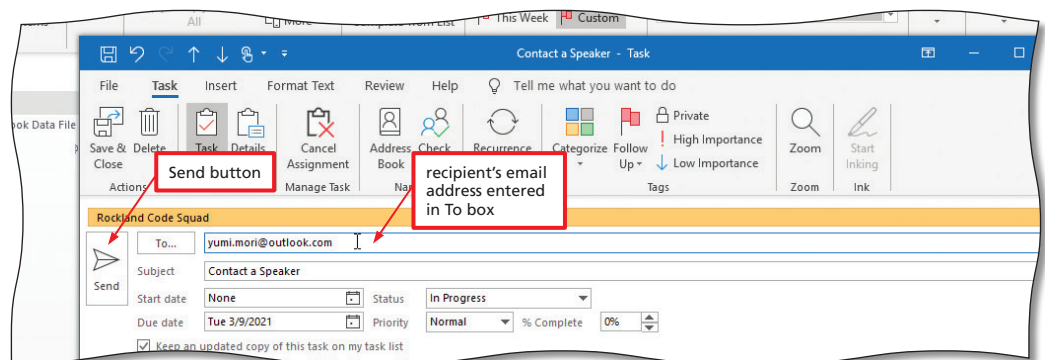 All
More
This Week
Custom
Contact a Speaker - Task
File Task Insert Format Text Review Help Tell me what you want to do
ook Data File
Save & Close
Delete
Task
Details
Cancel Assignment
Address Book
Check
Recurrence
Categorize
Follow Up
Private
High Importance
Low Importance
Zoom
Start Inking
Send button
recipient's email
address entered
in To box
Manage Task
Tags
Zoom
Ink
Rockland Code Squad
To... yumi.mori@outlook.com
Subject Contact a Speaker
Send
Start date None Status In Progress
Due date Tue 3/9/2021 Priority Normal % Complete 0%
Keep an updated copy of this task on my task list